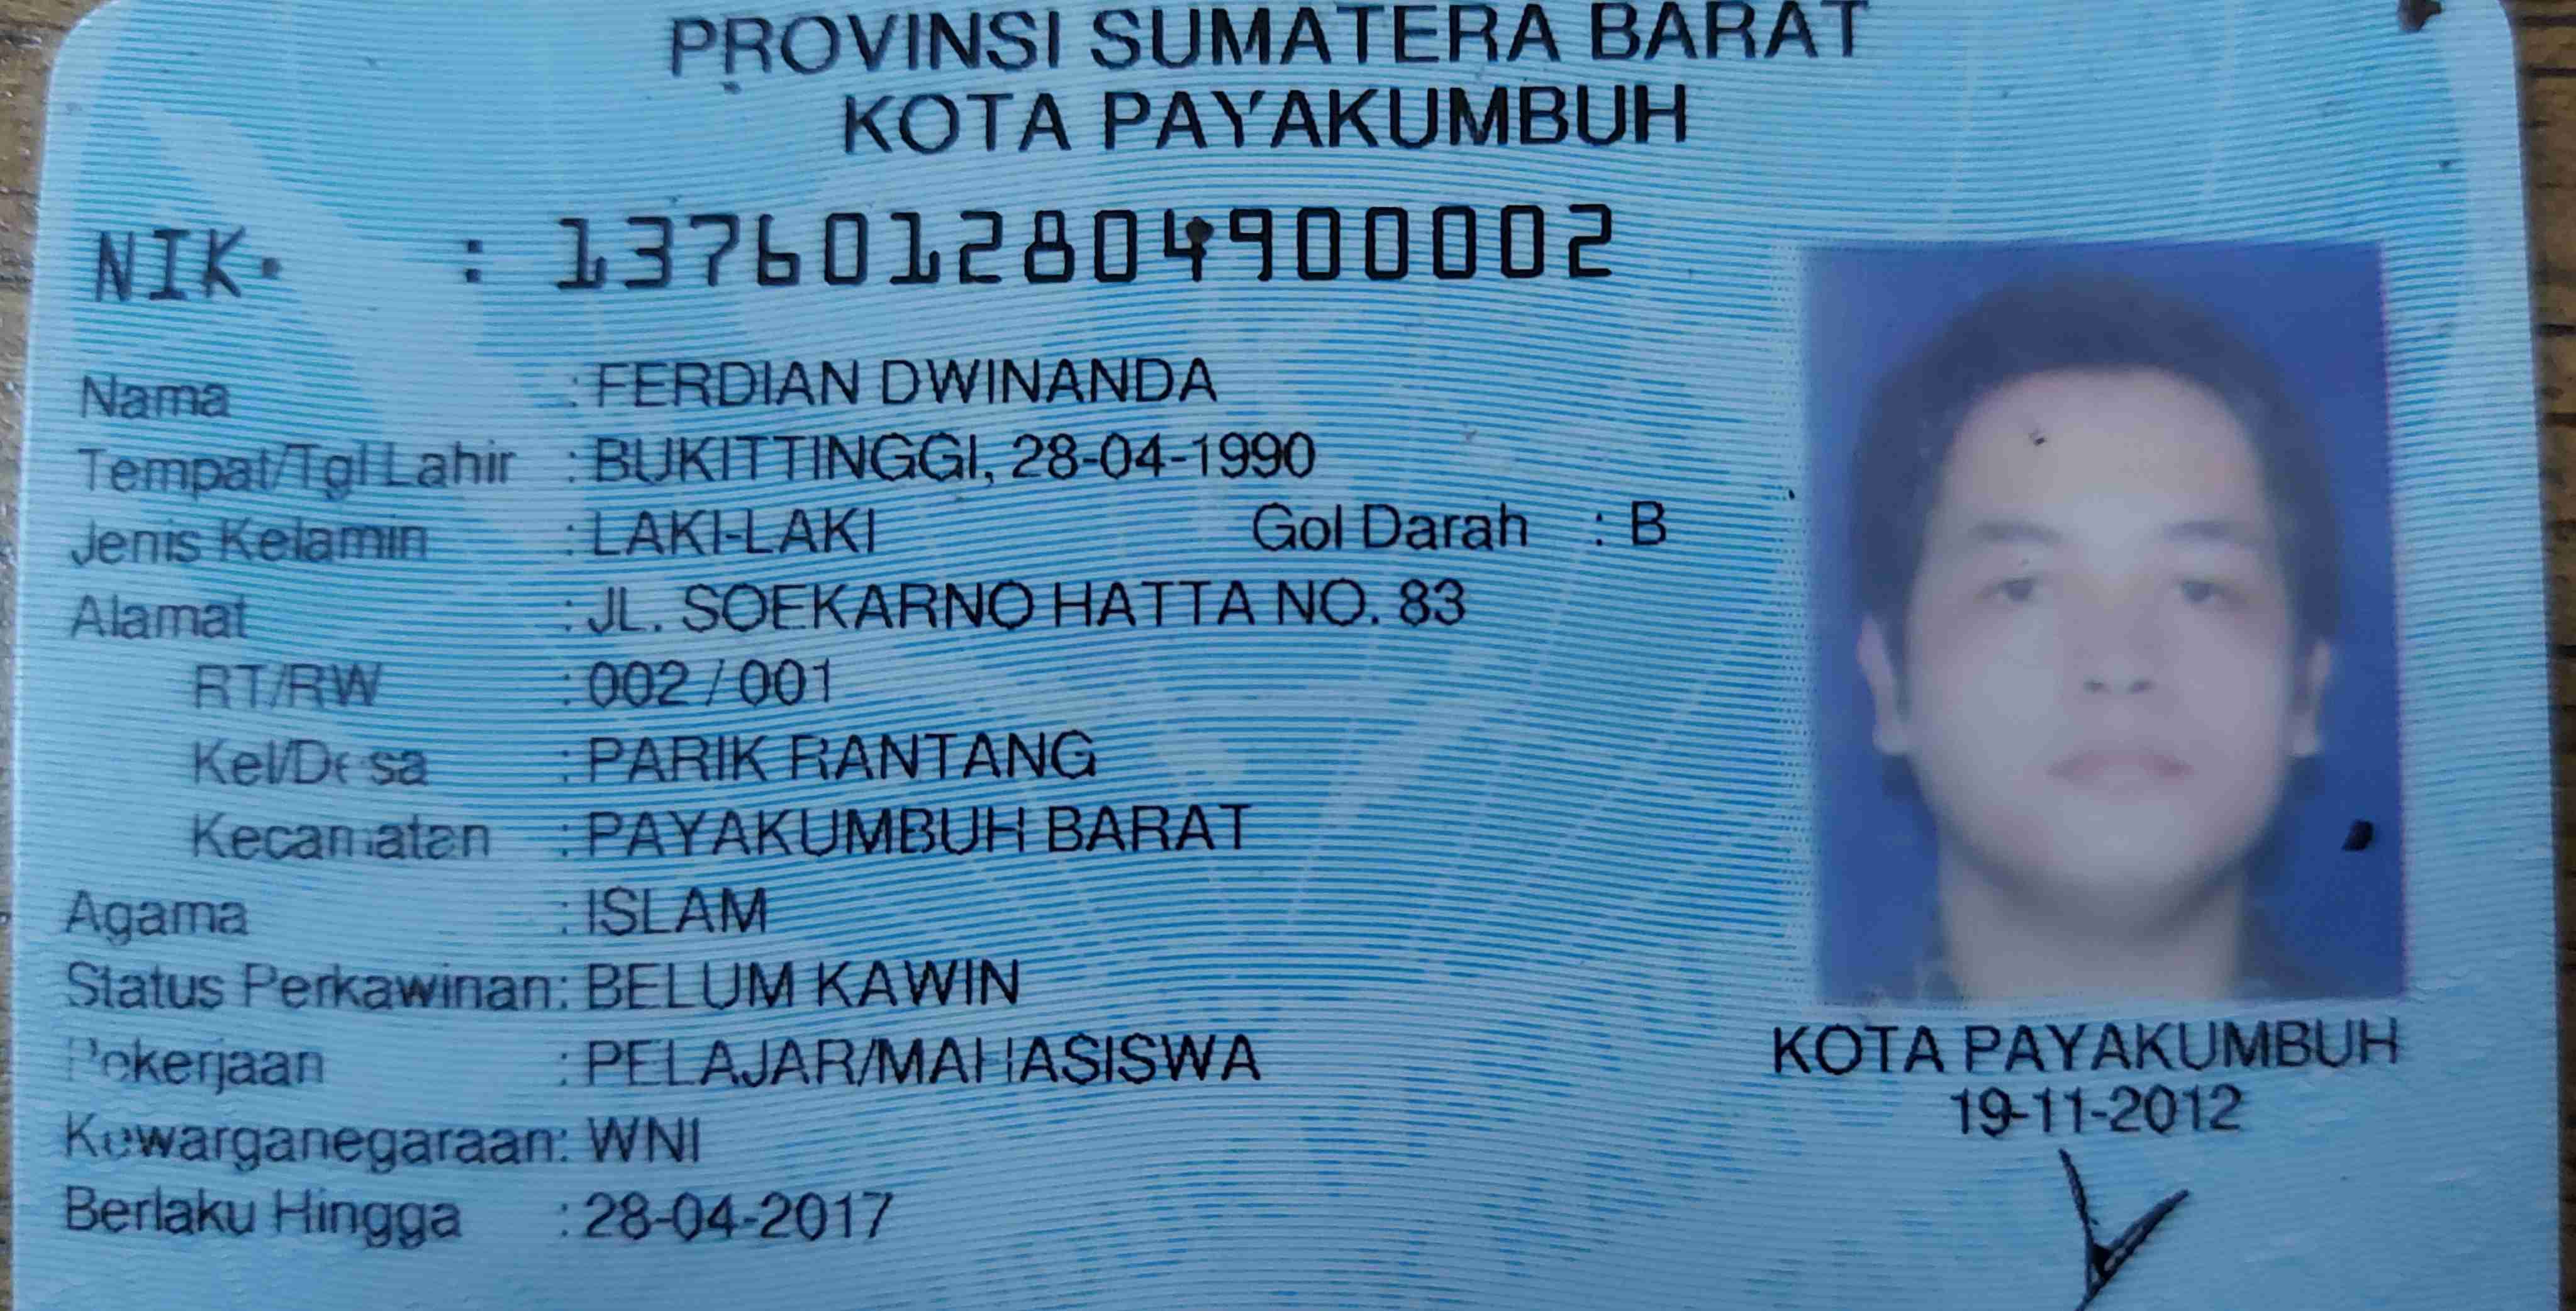 PROVINSI SUMATERA BARAT
KOTA PAYAKUMBUH
NIK : 1376012804900002
Nama : FERDIAN DWINANDA
Tempat/Tgl Lahir : BUKITTINGGI, 28-04-1990
Jenis Kelamin : LAKI-LAKI Gol Darah : B
Alamat : JL. SOEKARNO HATTA NO. 83
RT/RW : 002 / 001
Kel/Desa : PARIK RANTANG
Kecamatan : PAYAKUMBUH BARAT
Agama : ISLAM
Status Perkawinan: BELUM KAWIN
Pekerjaan : PELAJAR/MAHASISWA
Kewarganegaraan: WNI
Berlaku Hingga : 28-04-2017
KOTA PAYAKUMBUH
19-11-2012